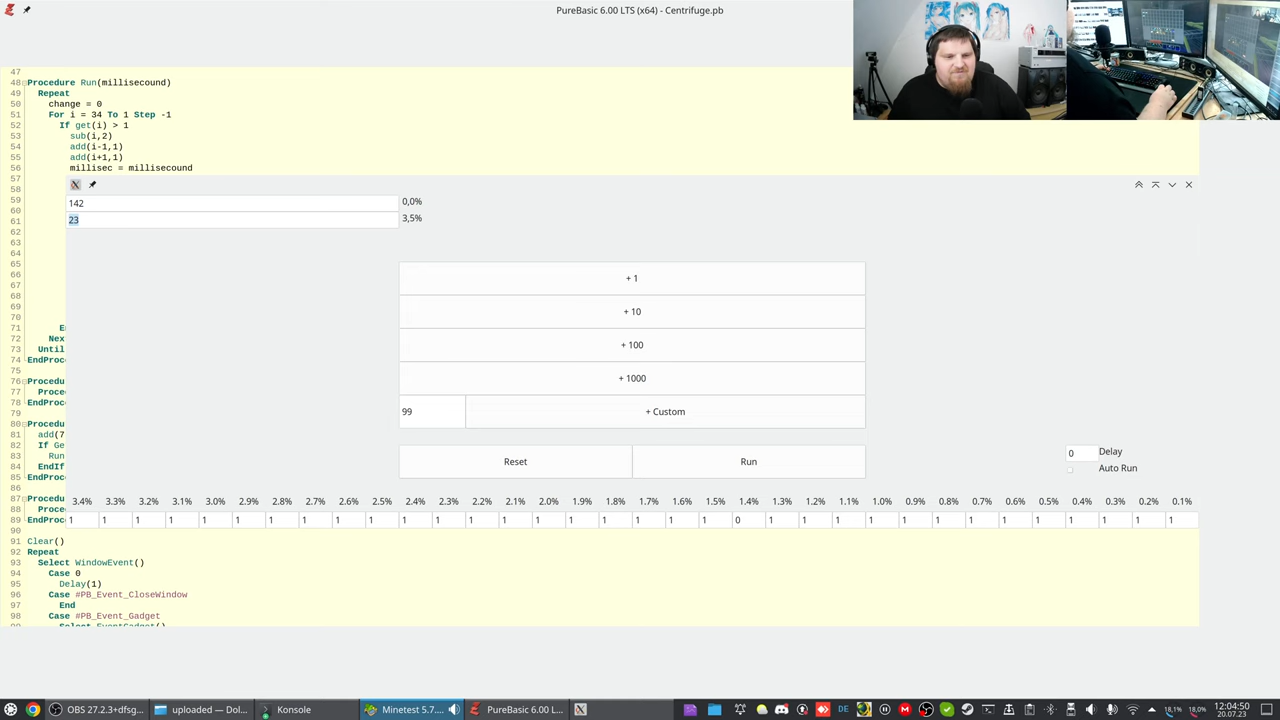 PureBasic 6.00 LTS (x64) - Centrifuge.pb
47
48 Procedure Run(millisecound)
49 Repeat
50 change = 0
51 For i = 34 To 1 Step -1
52 If get(i) > 1
53 sub(i,2)
54 add(i-1,1)
55 add(i+1,1)
56 millisec = millisecound
57
58
59
60
61
62
63
64
65
66
67
68
69
70
71 E
72 Nex
73 Until
74 EndProc
75
76 Procedu
77 Proce
78 EndProc
79
80 Procedu
81 add(7
82 If Ge
83 Run
84 EndIf
85 EndProc
86
87 Procedu
88 Proce
89 EndProc
90
91 Clear()
92 Repeat
93 Select WindowEvent()
94 Case 0
95 Delay(1)
96 Case #PB_Event_CloseWindow
97 End
98 Case #PB_Event_Gadget
142 0,0%
23 3,5%
+ 1
+ 10
+ 100
+ 1000
99 + Custom
Reset Run
0 Delay
Auto Run
3.4% 3.3% 3.2% 3.1% 3.0% 2.9% 2.8% 2.7% 2.6% 2.5% 2.4% 2.3% 2.2% 2.1% 2.0% 1.9% 1.8% 1.7% 1.6% 1.5% 1.4% 1.3% 1.2% 1.1% 1.0% 0.9% 0.8% 0.7% 0.6% 0.5% 0.4% 0.3% 0.2% 0.1%
1 1 1 1 1 1 1 1 1 1 1 1 1 1 1 1 1 1 1 1 0 1 1 1 1 1 1 1 1 1 1 1 1 1
OBS 27.2.3+dfsg... uploaded — Dol... Konsole Minetest 5.7.... PureBasic 6.00 L... DE 18,1% 18,0% 12:04:50
20.07.23